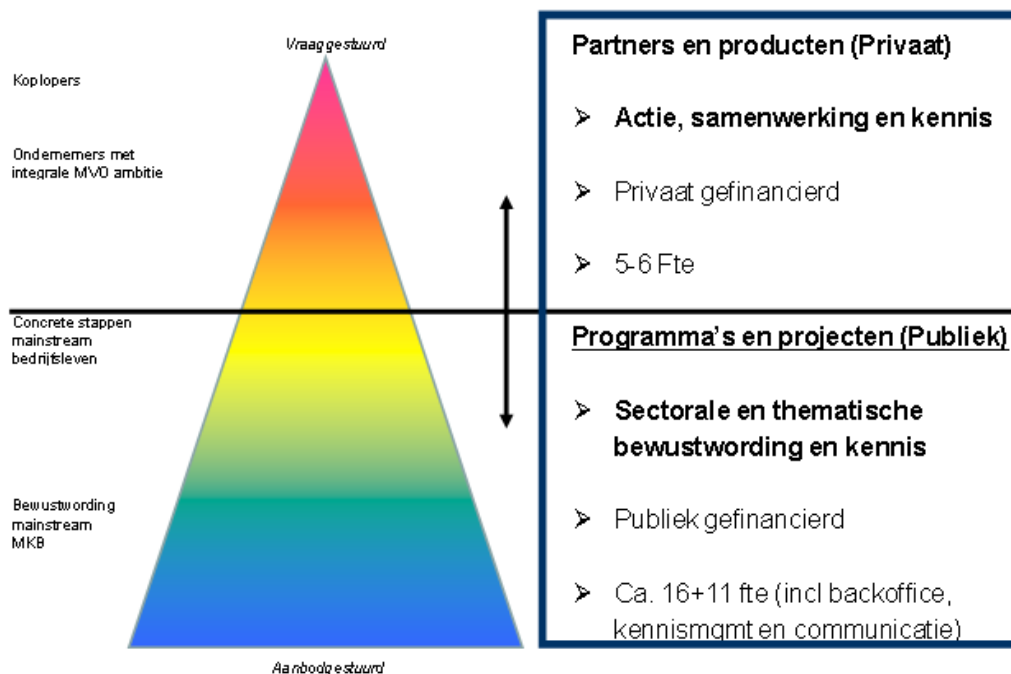 Vraaggestuurd
Koplopers
Ondernemers met
integrale MVO ambitie
Concrete stappen
mainstream
bedrijfsleven
Bewustwording
mainstream
MKB
Aanbodgestuurd
Partners en producten (Privaat)
➢ Actie, samenwerking en kennis
➢ Privaat gefinancierd
➢ 5-6 Fte
Programma's en projecten (Publiek)
➢ Sectorale en thematische
bewustwording en kennis
➢ Publiek gefinancierd
➢ Ca. 16+11 fte (incl backoffice,
kennismgmt en communicatie)